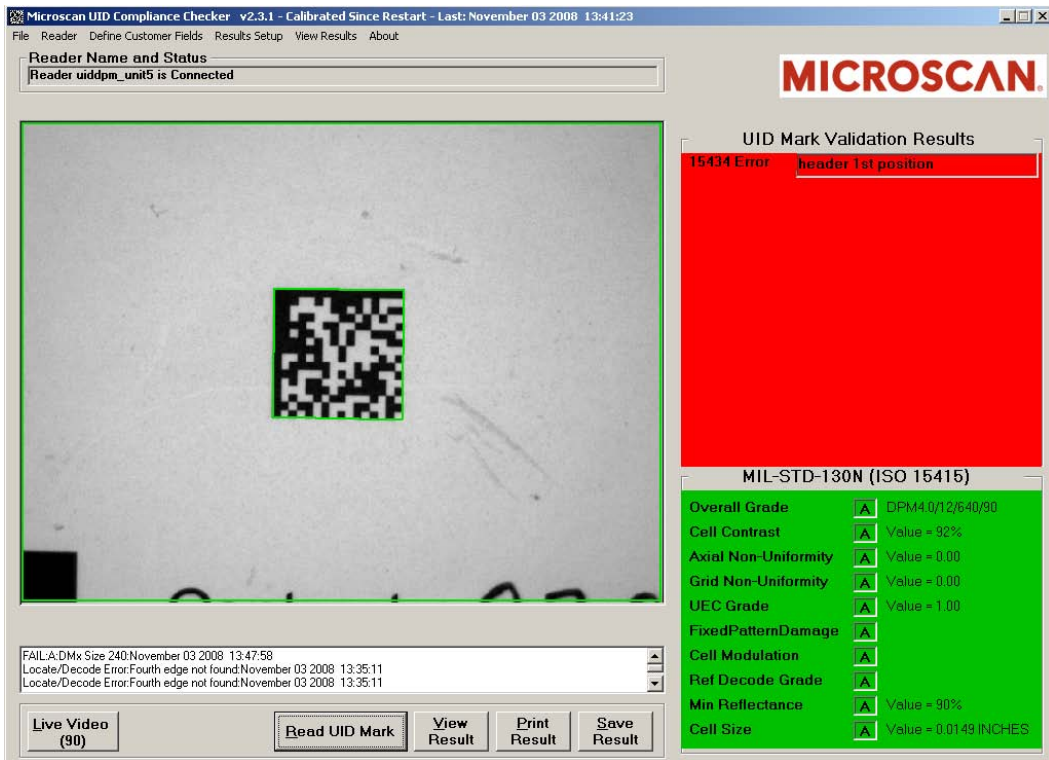 Microscan UID Compliance Checker v2.3.1 - Calibrated Since Restart - Last: November 03 2008 13:41:23
File Reader Define Customer Fields Results Setup View Results About
Reader Name and Status
Reader uiddpm_unit5 is Connected
MICROSCAN.
UID Mark Validation Results
15434 Error header 1st position
MIL-STD-130N (ISO 15415)
Overall Grade A DPM4.0/12/640/90
Cell Contrast A Value = 92%
Axial Non-Uniformity A Value = 0.00
Grid Non-Uniformity A Value = 0.00
UEC Grade A Value = 1.00
FixedPatternDamage A
Cell Modulation A
Ref Decode Grade A
Min Reflectance A Value = 90%
Cell Size A Value = 0.0149 INCHES
FAIL:A:DMx Size 240:November 03 2008 13:47:58
Locate/Decode Error:Fourth edge not found:November 03 2008 13:35:11
Locate/Decode Error:Fourth edge not found:November 03 2008 13:35:11
Live Video
(90)
Read UID Mark
View
Result
Print
Result
Save
Result